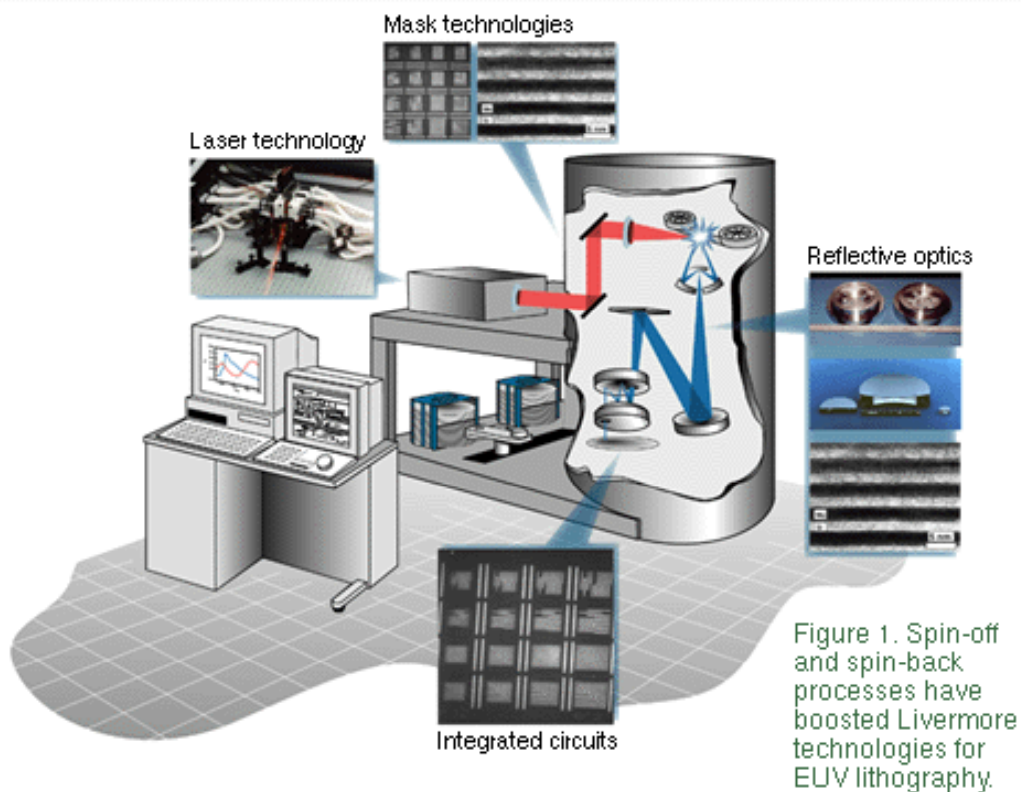 Mask technologies
Laser technology
Reflective optics
Integrated circuits
Figure 1. Spin-off
and spin-back
processes have
boosted Livermore
technologies for
EUV lithography.